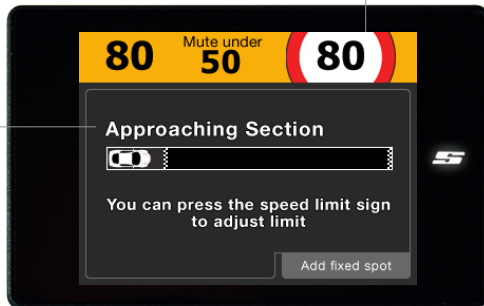 80
Mute under
50
80
Approaching Section
You can press the speed limit sign
to adjust limit
Add fixed spot